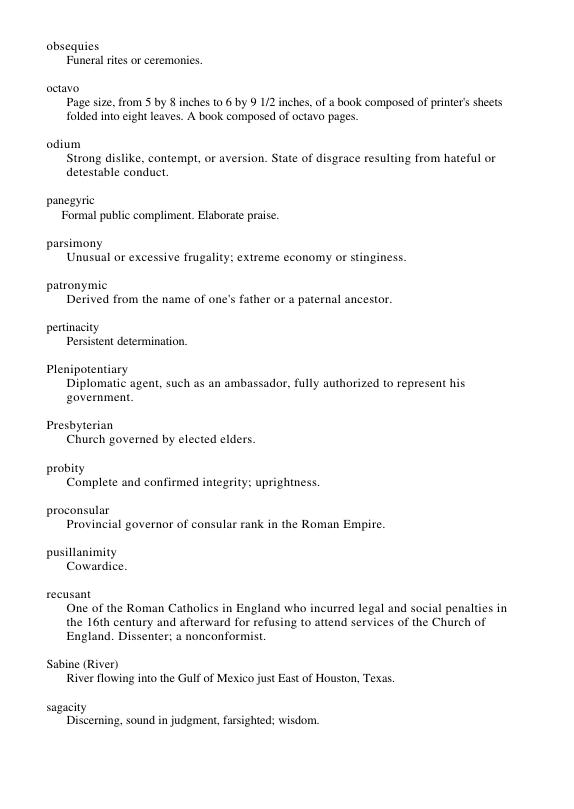 obsequies
Funeral rites or ceremonies.
octavo
Page size, from 5 by 8 inches to 6 by 9 1/2 inches, of a book composed of printer's sheets
folded into eight leaves. A book composed of octavo pages.
odium
Strong dislike, contempt, or aversion. State of disgrace resulting from hateful or
detestable conduct.
panegyric
Formal public compliment. Elaborate praise.
parsimony
Unusual or excessive frugality; extreme economy or stinginess.
patronymic
Derived from the name of one's father or a paternal ancestor.
pertinacity
Persistent determination.
Plenipotentiary
Diplomatic agent, such as an ambassador, fully authorized to represent his
government.
Presbyterian
Church governed by elected elders.
probity
Complete and confirmed integrity; uprightness.
proconsular
Provincial governor of consular rank in the Roman Empire.
pusillanimity
Cowardice.
recusant
One of the Roman Catholics in England who incurred legal and social penalties in
the 16th century and afterward for refusing to attend services of the Church of
England. Dissenter; a nonconformist.
Sabine (River)
River flowing into the Gulf of Mexico just East of Houston, Texas.
sagacity
Discerning, sound in judgment, farsighted; wisdom.